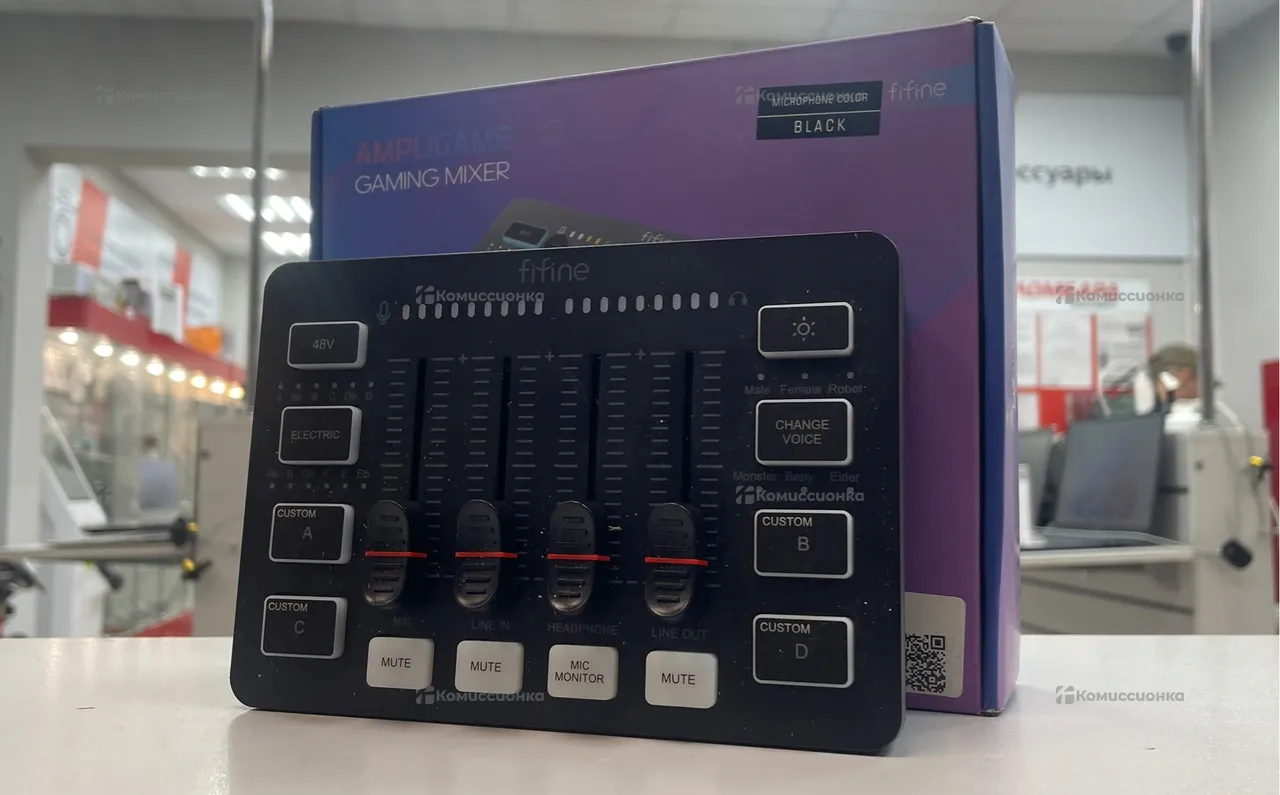 Комиссионка
Комиссионка
MICROPHONE COLOR
BLACK
fifine
AMPLIGAME
GAMING MIXER
ссуары
fifine
Комиссионка
Комиссионка
48V
Male Female Robot
ELECTRIC
CHANGE
VOICE
Monster Baby Elder
Комиссионка
CUSTOM
A
CUSTOM
B
CUSTOM
C
CUSTOM
D
MIC
LINE IN
HEADPHONE
LINE OUT
MUTE
MUTE
MIC
MONITOR
MUTE
Комиссионка
Комиссионка